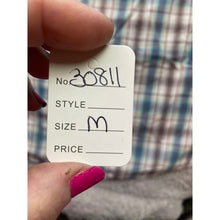 No 30811
STYLE
SIZE M
PRICE